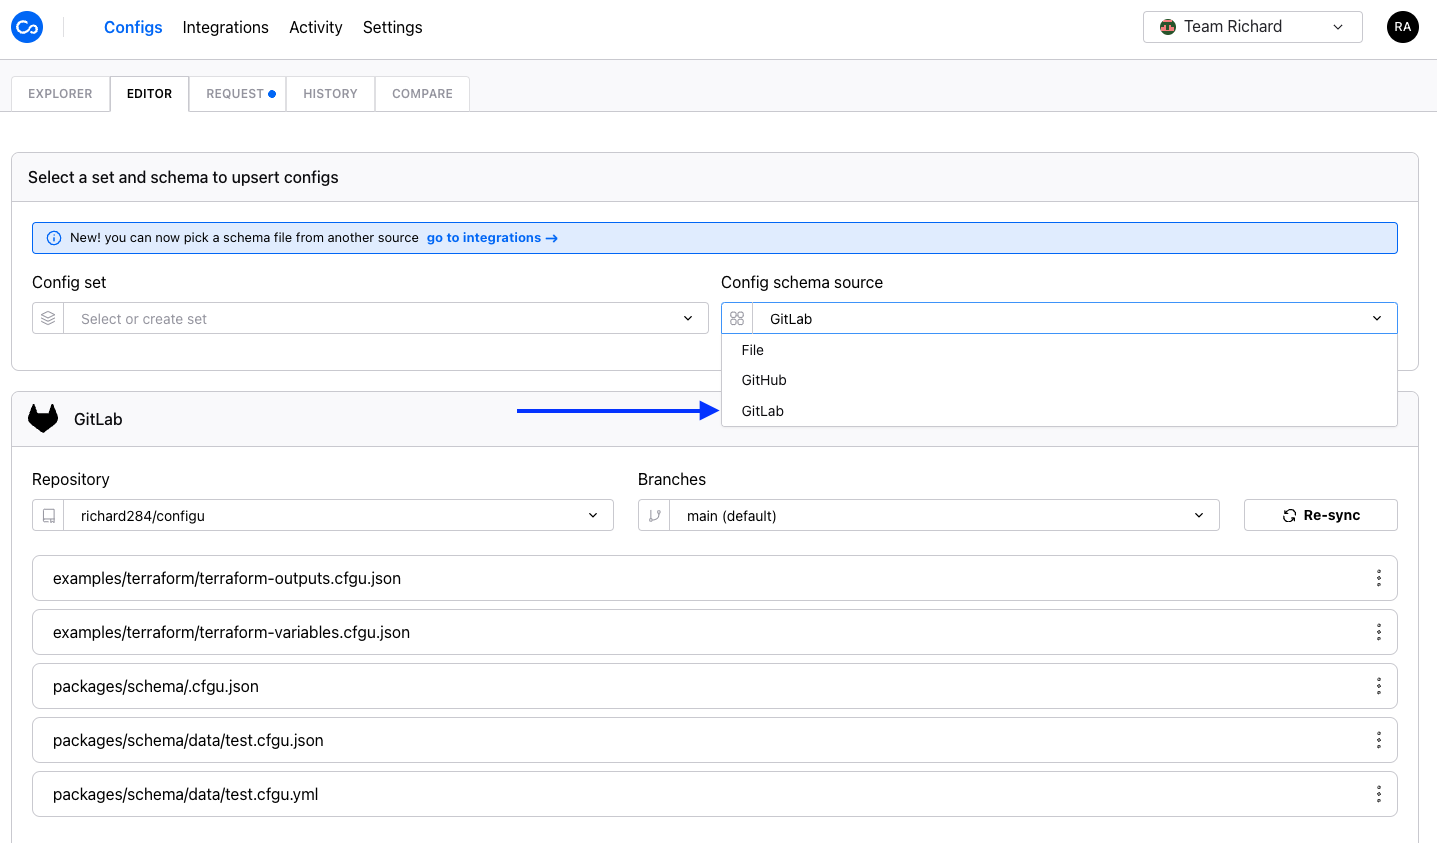 Configs Integrations Activity Settings Team Richard RA
EXPLORER EDITOR REQUEST HISTORY COMPARE
Select a set and schema to upsert configs
New! you can now pick a schema file from another source go to integrations →
Config set Config schema source
Select or create set GitLab
File
GitHub
GitLab
GitLab
Repository Branches
richard284/configu main (default) Re-sync
examples/terraform/terraform-outputs.cfgu.json
examples/terraform/terraform-variables.cfgu.json
packages/schema/.cfgu.json
packages/schema/data/test.cfgu.json
packages/schema/data/test.cfgu.yml